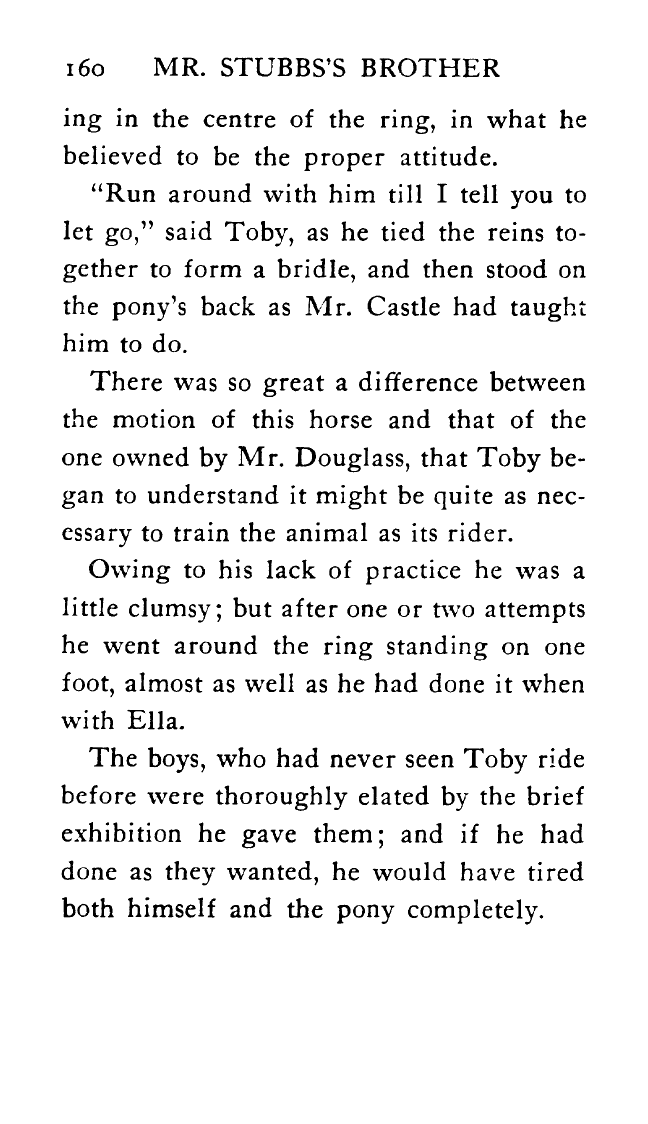 160 MR. STUBBS'S BROTHER
ing in the centre of the ring, in what he
believed to be the proper attitude.
"Run around with him till I tell you to
let go," said Toby, as he tied the reins to-
gether to form a bridle, and then stood on
the pony's back as Mr. Castle had taught
him to do.
There was so great a difference between
the motion of this horse and that of the
one owned by Mr. Douglass, that Toby be-
gan to understand it might be quite as nec-
essary to train the animal as its rider.
Owing to his lack of practice he was a
little clumsy; but after one or two attempts
he went around the ring standing on one
foot, almost as well as he had done it when
with Ella.
The boys, who had never seen Toby ride
before were thoroughly elated by the brief
exhibition he gave them; and if he had
done as they wanted, he would have tired
both himself and the pony completely.